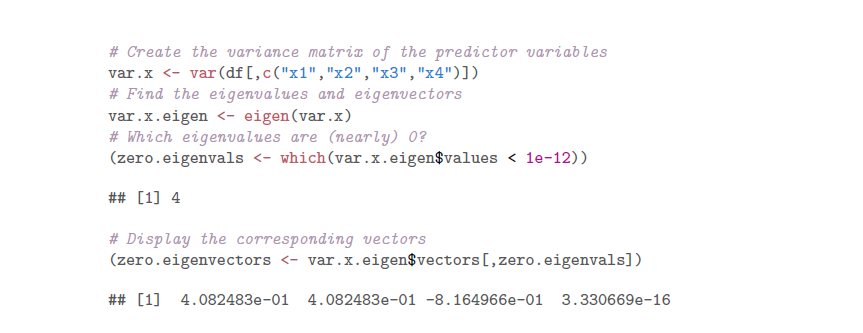 # Create the variance matrix of the predictor variables
var.x <- var(df[,c("x1","x2","x3","x4")])
# Find the eigenvalues and eigenvectors
var.x.eigen <- eigen(var.x)
# Which eigenvalues are (nearly) 0?
(zero.eigenvals <- which(var.x.eigen$values < 1e-12))
## [1] 4
# Display the corresponding vectors
(zero.eigenvectors <- var.x.eigen$vectors[,zero.eigenvals])
## [1]  4.082483e-01  4.082483e-01 -8.164966e-01  3.330669e-16